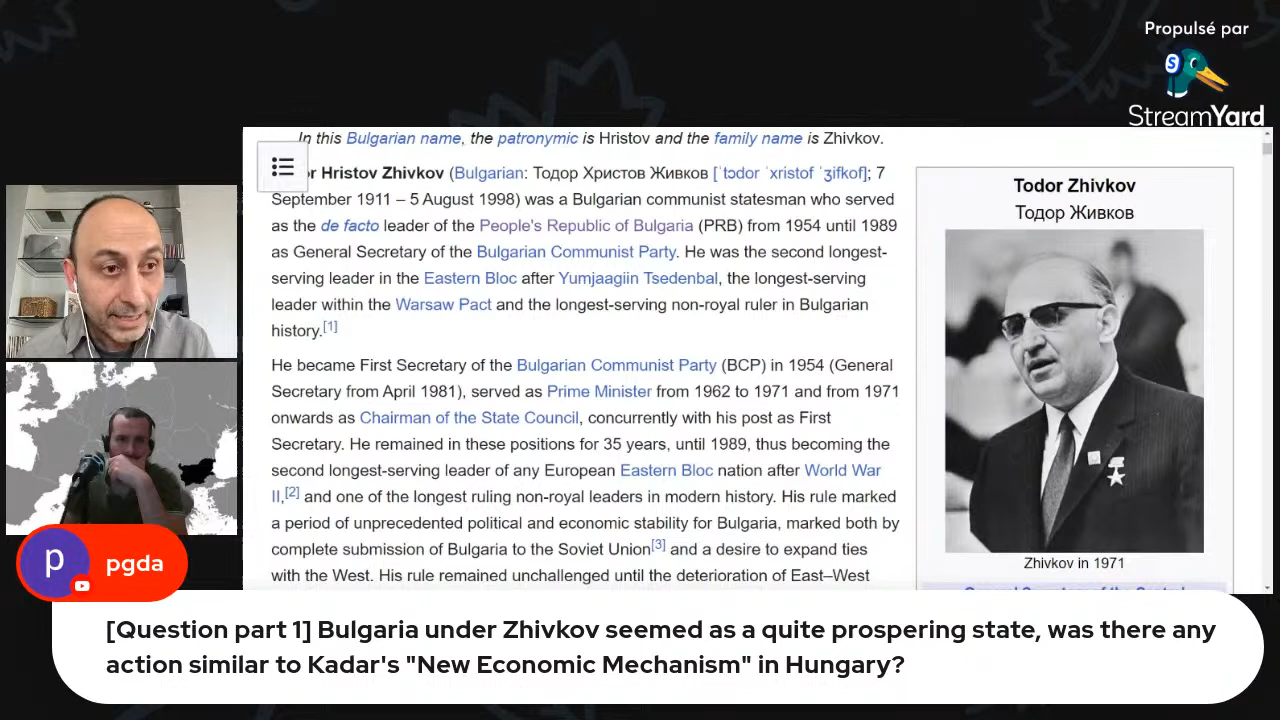 Propulsé par
StreamYard
In this Bulgarian name, the patronymic is Hristov and the family name is Zhivkov.
r Hristov Zhivkov (Bulgarian: Тодор Христов Живков [ˈtɔdor ˈxristof ˈʒifkof]; 7
September 1911 – 5 August 1998) was a Bulgarian communist statesman who served
as the de facto leader of the People's Republic of Bulgaria (PRB) from 1954 until 1989
as General Secretary of the Bulgarian Communist Party. He was the second longest-
serving leader in the Eastern Bloc after Yumjaagiin Tsedenbal, the longest-serving
leader within the Warsaw Pact and the longest-serving non-royal ruler in Bulgarian
history.[1]
He became First Secretary of the Bulgarian Communist Party (BCP) in 1954 (General
Secretary from April 1981), served as Prime Minister from 1962 to 1971 and from 1971
onwards as Chairman of the State Council, concurrently with his post as First
Secretary. He remained in these positions for 35 years, until 1989, thus becoming the
second longest-serving leader of any European Eastern Bloc nation after World War
II,[2] and one of the longest ruling non-royal leaders in modern history. His rule marked
a period of unprecedented political and economic stability for Bulgaria, marked both by
complete submission of Bulgaria to the Soviet Union[3] and a desire to expand ties
with the West. His rule remained unchallenged until the deterioration of East–West
Todor Zhivkov
Тодор Живков
Zhivkov in 1971
p
pgda
[Question part 1] Bulgaria under Zhivkov seemed as a quite prospering state, was there any
action similar to Kadar's "New Economic Mechanism" in Hungary?